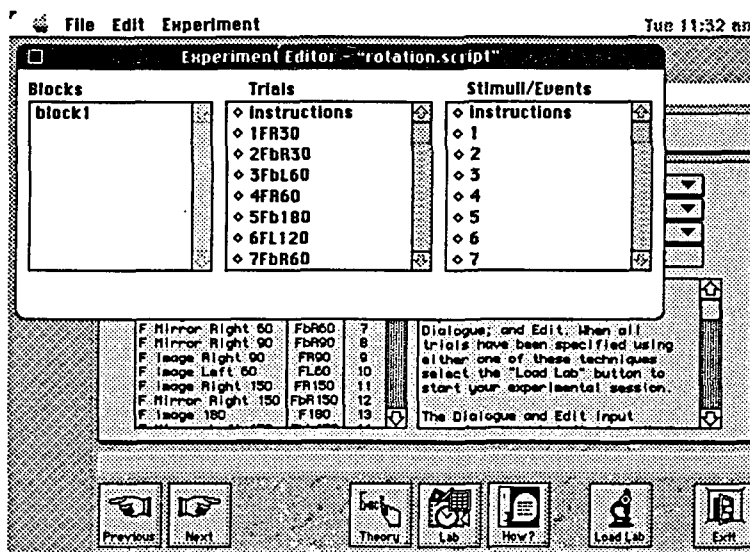 File Edit Experiment Tue 11:32 am
Experiment Editor - "rotation.script"
Blocks Trials Stimuli/Events
block1
◇ instructions
◇ 1FR30
◇ 2FbR30
◇ 3FbL60
◇ 4FR60
◇ 5Fb180
◇ 6FL120
◇ 7FbR60
◇ instructions
◇ 1
◇ 2
◇ 3
◇ 4
◇ 5
◇ 6
◇ 7
F Mirror Right 60 FbR60 7
F Mirror Right 90 FbR90 8
F Image Right 90 FR90 9
F Image Left 60 FL60 10
F Image Right 150 FR150 11
F Mirror Right 150 FbR150 12
F Image 180 F180 13
Dialogue; and Edit. When all
trials have been specified using
either one of these techniques
select the "Load Lab" button to
start your experimental session.
The Dialogue and Edit input
Previous Next Theory Lab How? Load Lab Exit